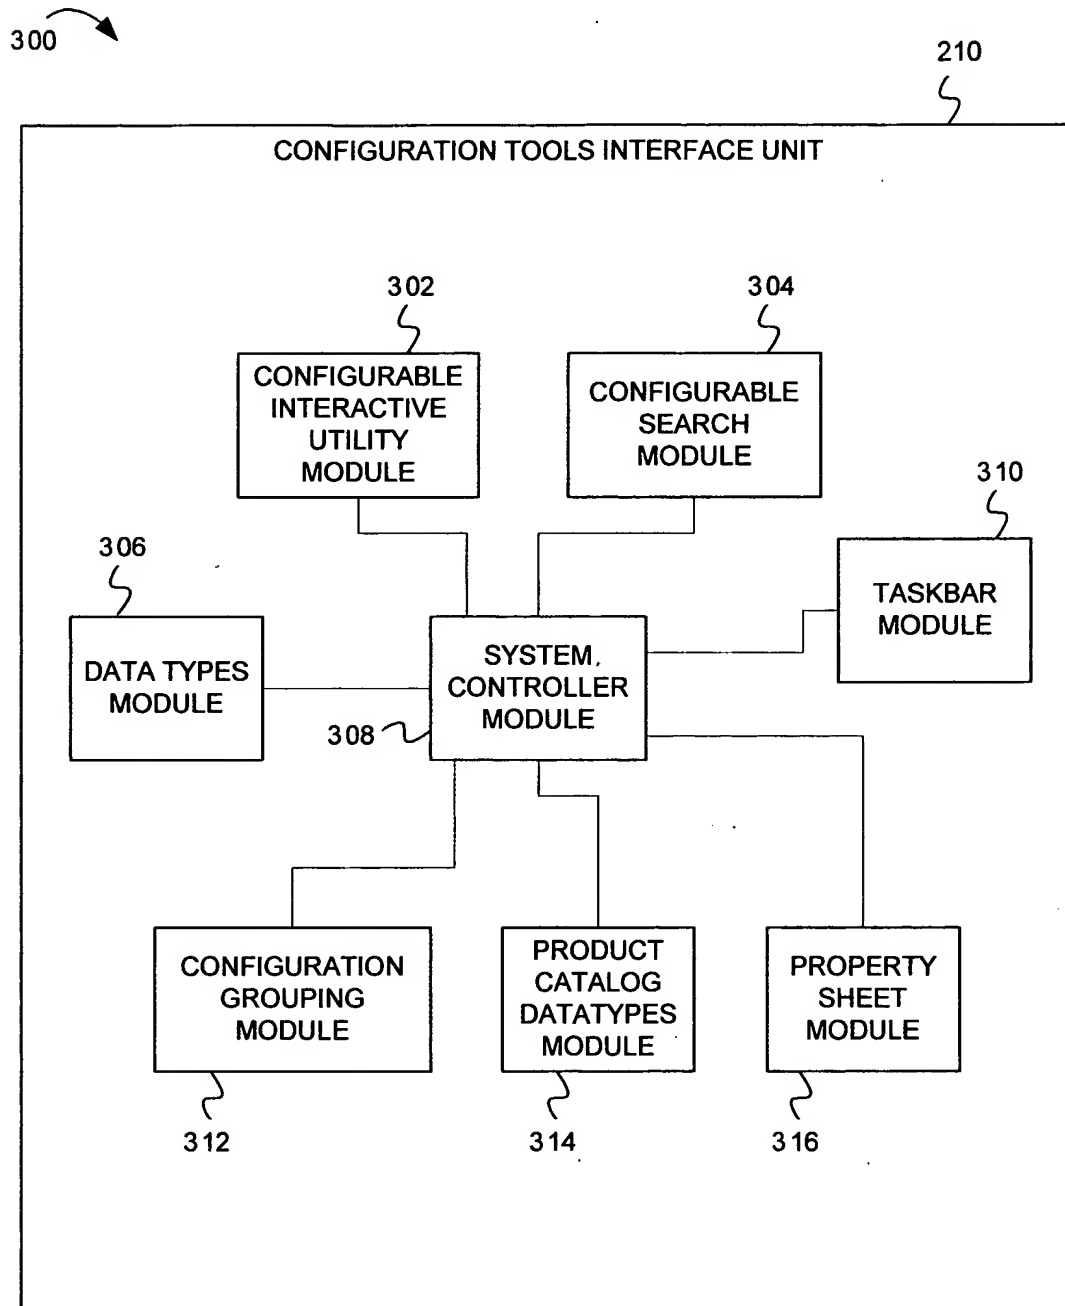 300
210
CONFIGURATION TOOLS INTERFACE UNIT
302
304
CONFIGURABLE
INTERACTIVE
UTILITY
MODULE
CONFIGURABLE
SEARCH
MODULE
310
306
TASKBAR
MODULE
DATA TYPES
MODULE
SYSTEM.
CONTROLLER
MODULE
308
CONFIGURATION
GROUPING
MODULE
PRODUCT
CATALOG
DATATYPES
MODULE
PROPERTY
SHEET
MODULE
312
314
316